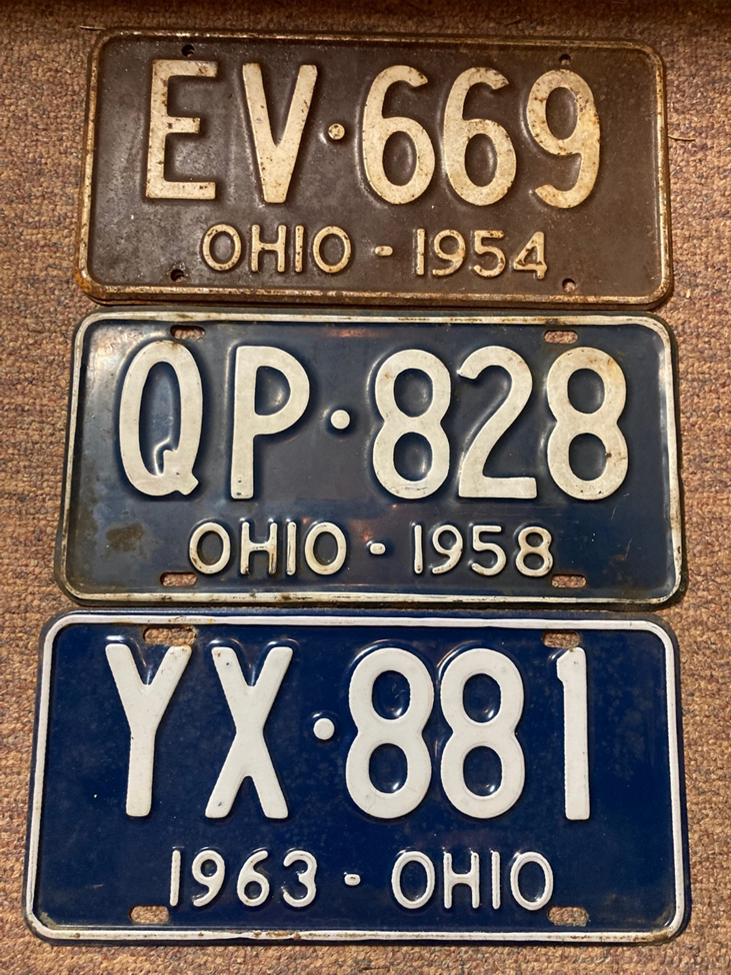 EV·669
OHIO - 1954
QP·828
OHIO - 1958
YX·881
1963 - OHIO